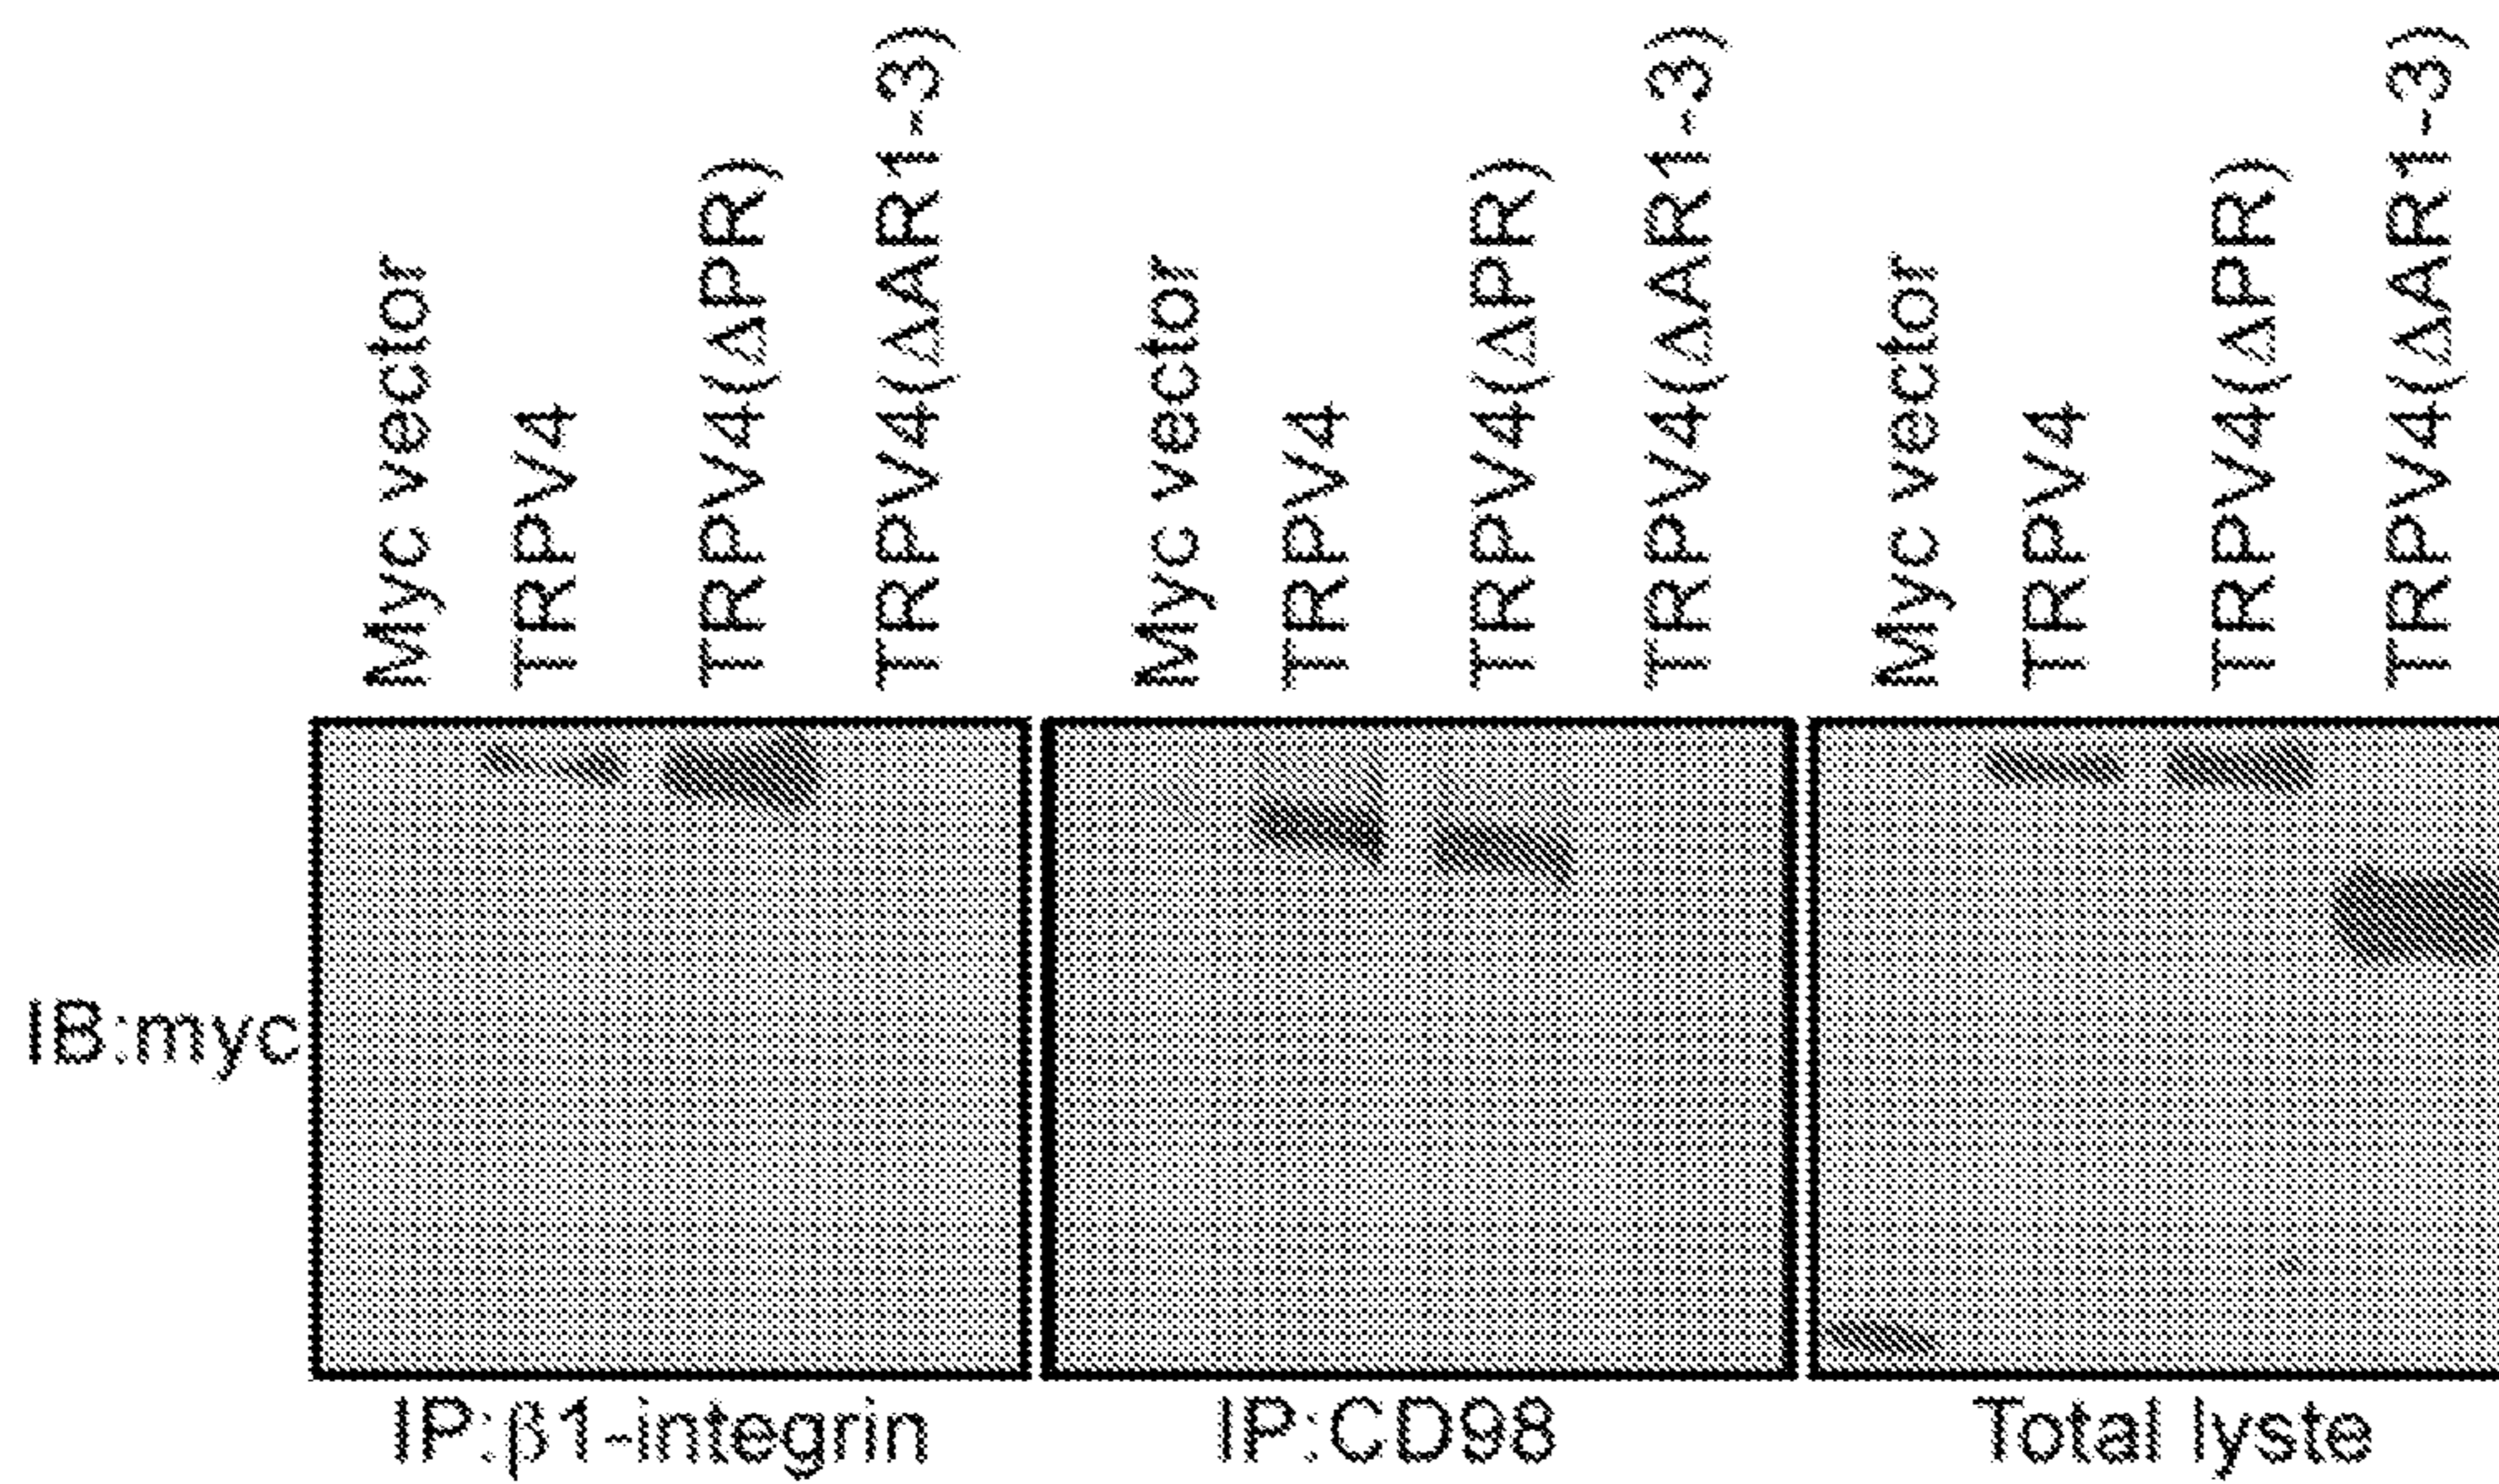 Myc vector
TRPV4
TRPV4(ΔPR)
TRPV4(ΔAR1-3)
Myc vector
TRPV4
TRPV4(ΔPR)
TRPV4(ΔAR1-3)
Myc vector
TRPV4
TRPV4(ΔPR)
TRPV4(ΔAR1-3)
IB:myc
IP:β1-integrin
IP:CD98
Total lyste